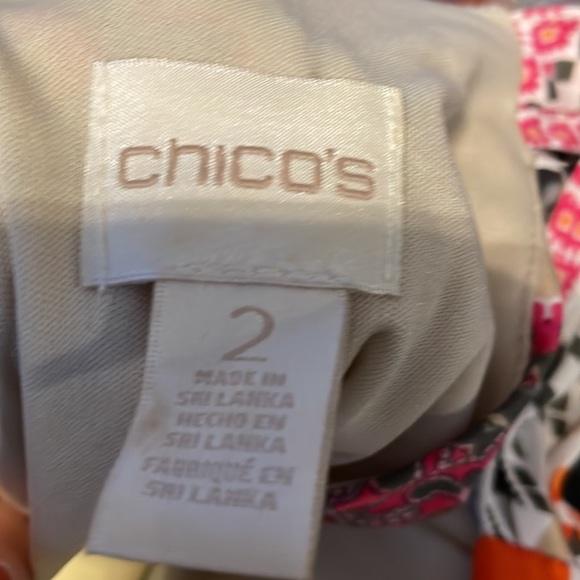 chico's
2
MADE IN
SRI LANKA
HECHO EN
SRI LANKA
FABRIQUÉ EN
SRI LANKA